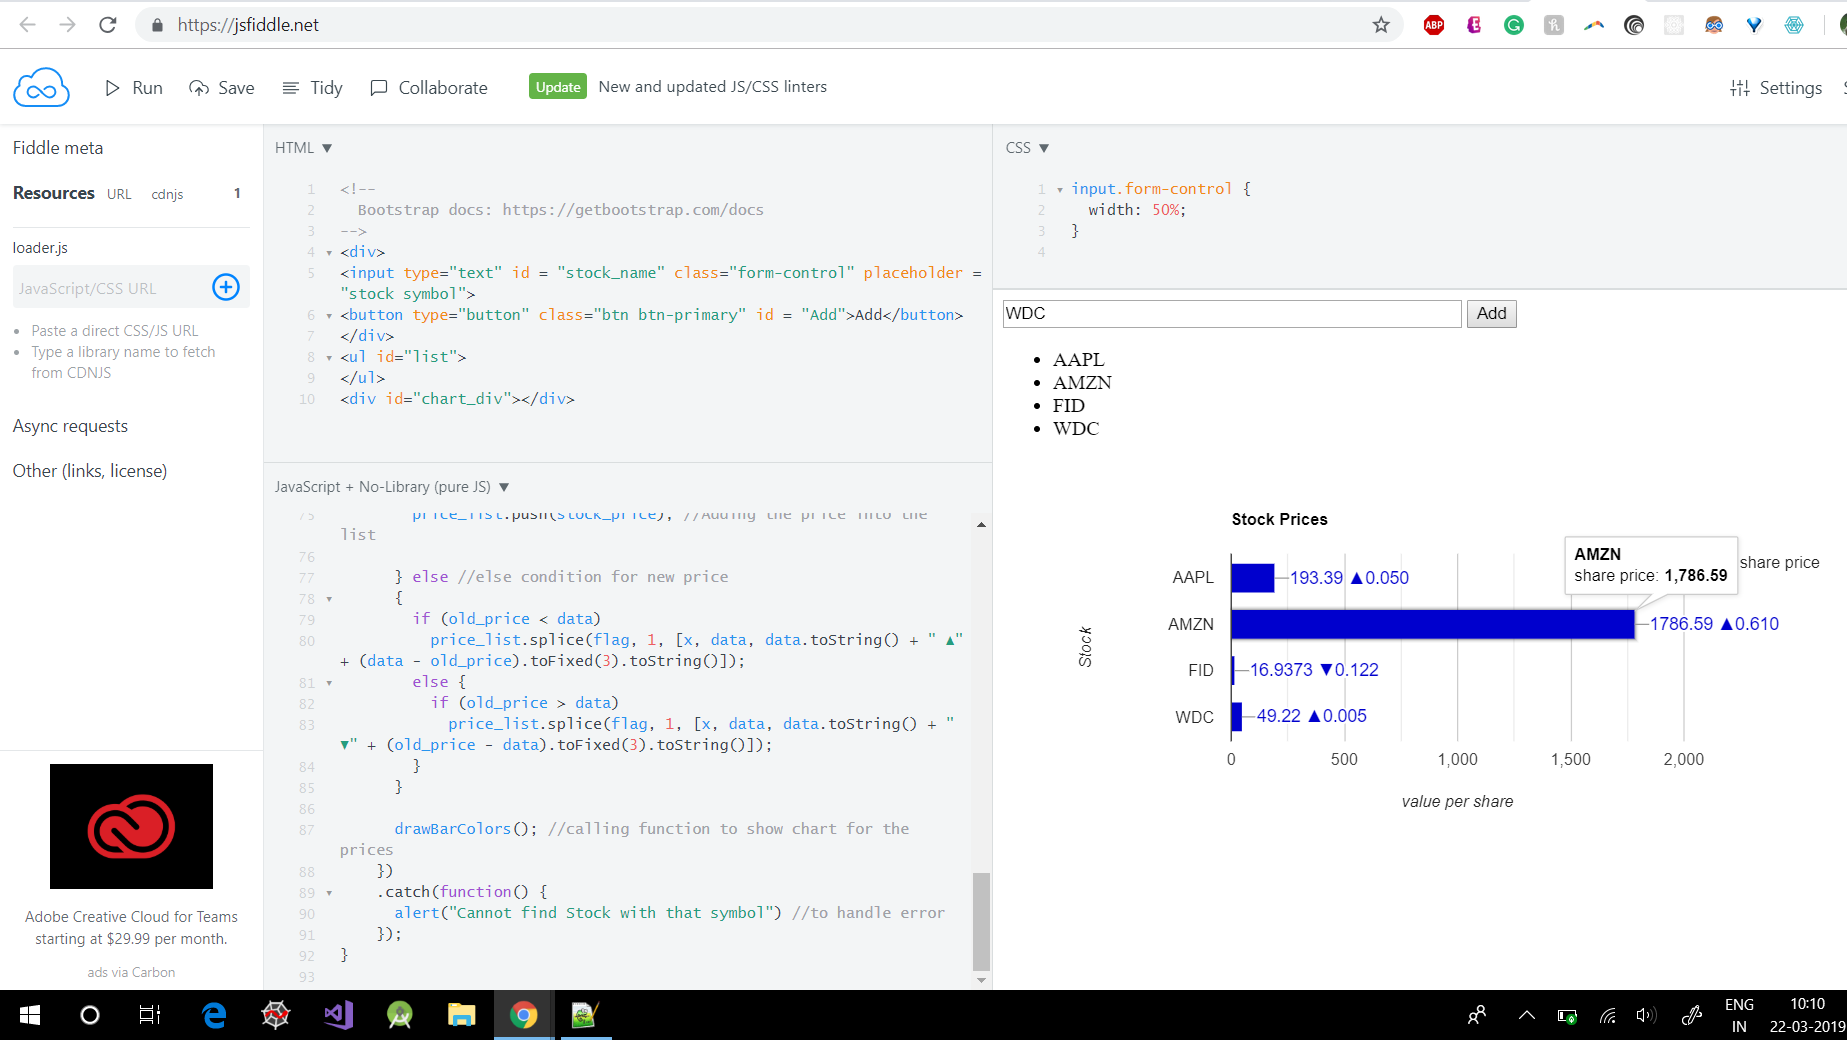 https://jsfiddle.net
ABP
Run
Save
Tidy
Collaborate
Update
New and updated JS/CSS linters
Settings
Fiddle meta
Resources URL cdnjs 1
loader.js
JavaScript/CSS URL
Paste a direct CSS/JS URL
Type a library name to fetch
from CDNJS
Async requests
Other (links, license)
Adobe Creative Cloud for Teams
starting at $29.99 per month.
ads via Carbon
HTML ▼
1 <!--
2 Bootstrap docs: https://getbootstrap.com/docs
3 -->
4 <div>
5 <input type="text" id = "stock_name" class="form-control" placeholder =
"stock symbol">
6 <button type="button" class="btn btn-primary" id = "Add">Add</button>
7 </div>
8 <ul id="list">
9 </ul>
10 <div id="chart_div"></div>
JavaScript + No-Library (pure JS) ▼
75 price_list.push(stock_price); //Adding the price into the
list
76
77 } else //else condition for new price
78 {
79 if (old_price < data)
80 price_list.splice(flag, 1, [x, data, data.toString() + " ▲"
+ (data - old_price).toFixed(3).toString()]);
81 else {
82 if (old_price > data)
83 price_list.splice(flag, 1, [x, data, data.toString() + "
▼" + (old_price - data).toFixed(3).toString()]);
84 }
85 }
86
87 drawBarColors(); //calling function to show chart for the
prices
88 })
89 .catch(function() {
90 alert("Cannot find Stock with that symbol") //to handle error
91 });
92 }
93
CSS ▼
1 input.form-control {
2 width: 50%;
3 }
4
WDC
Add
AAPL
AMZN
FID
WDC
Stock Prices
AMZN
share price: 1,786.59
share price
Stock
AAPL 193.39 ▲0.050
AMZN 1786.59 ▲0.610
FID 16.9373 ▼0.122
WDC 49.22 ▲0.005
0 500 1,000 1,500 2,000
value per share
ENG
IN
10:10
22-03-2019